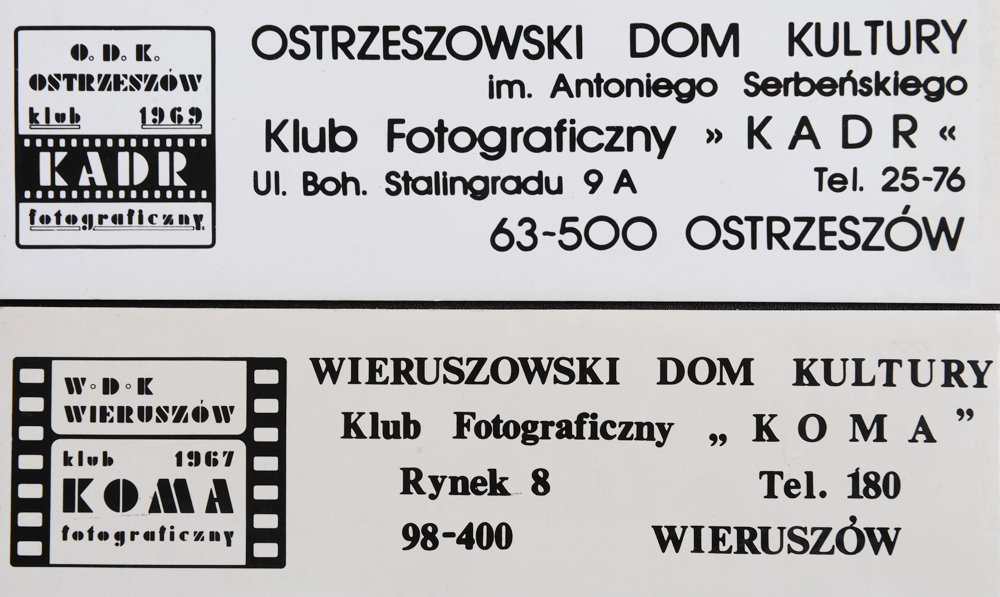 O. D. K.
OSTRZESZÓW
klub 1969
KADR
fotograficzny
OSTRZESZOWSKI DOM KULTURY
im. Antoniego Serbeńskiego
Klub Fotograficzny » KADR «
Ul. Boh. Stalingradu 9 A Tel. 25-76
63-500 OSTRZESZÓW
W·D·K
WIERUSZÓW
klub 1967
KOMA
fotograficzny
WIERUSZOWSKI DOM KULTURY
Klub Fotograficzny „KOMA”
Rynek 8 Tel. 180
98-400 WIERUSZÓW